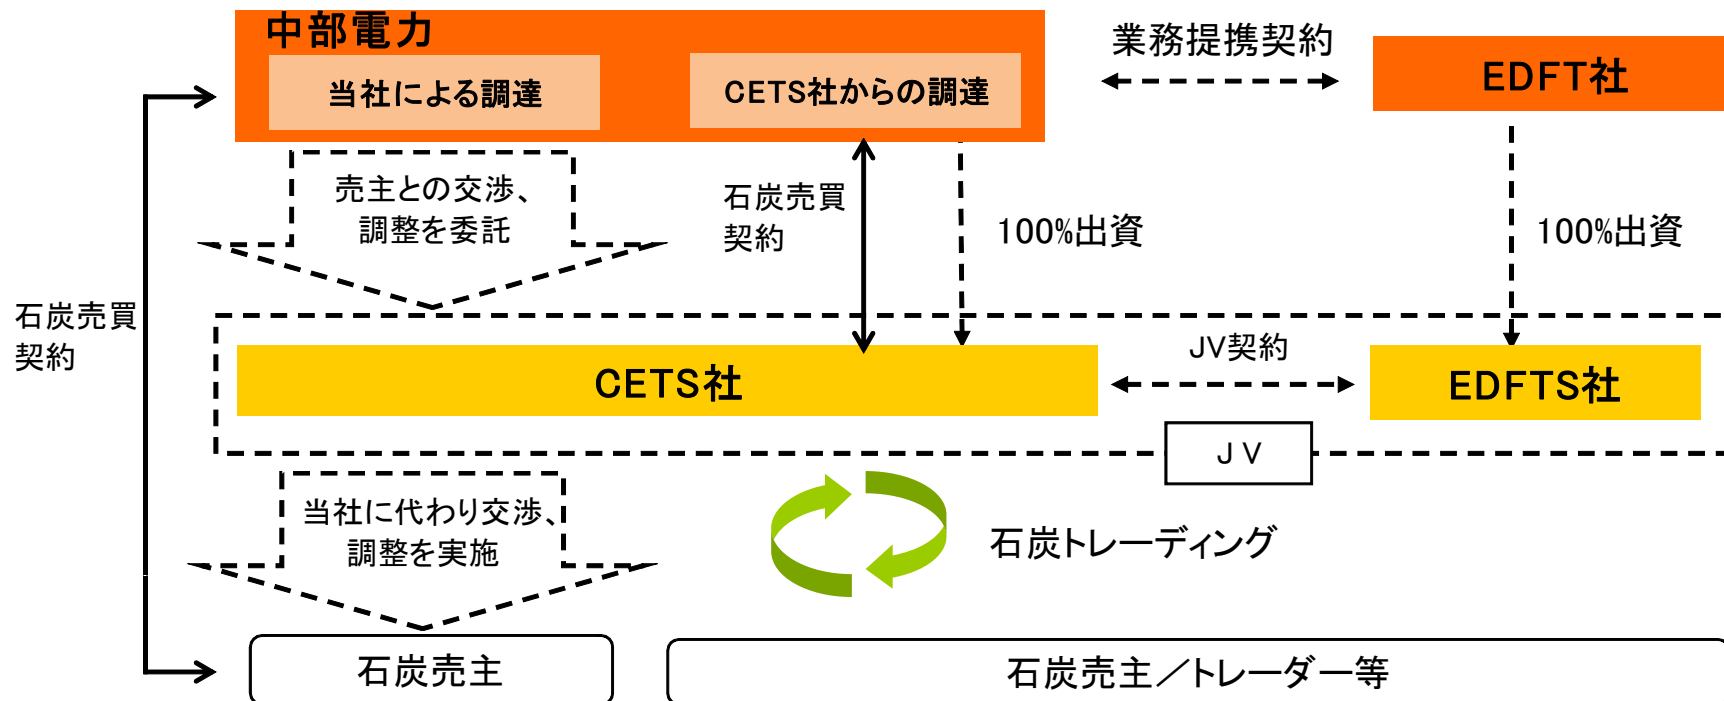 中部電力
当社による調達
CETS社からの調達
業務提携契約
EDFT社
売主との交渉、
調整を委託
石炭売買
契約
100%出資
100%出資
石炭売買
契約
CETS社
JV契約
EDFTS社
JV
当社に代わり交渉、
調整を実施
石炭トレーディング
石炭売主
石炭売主／トレーダー等